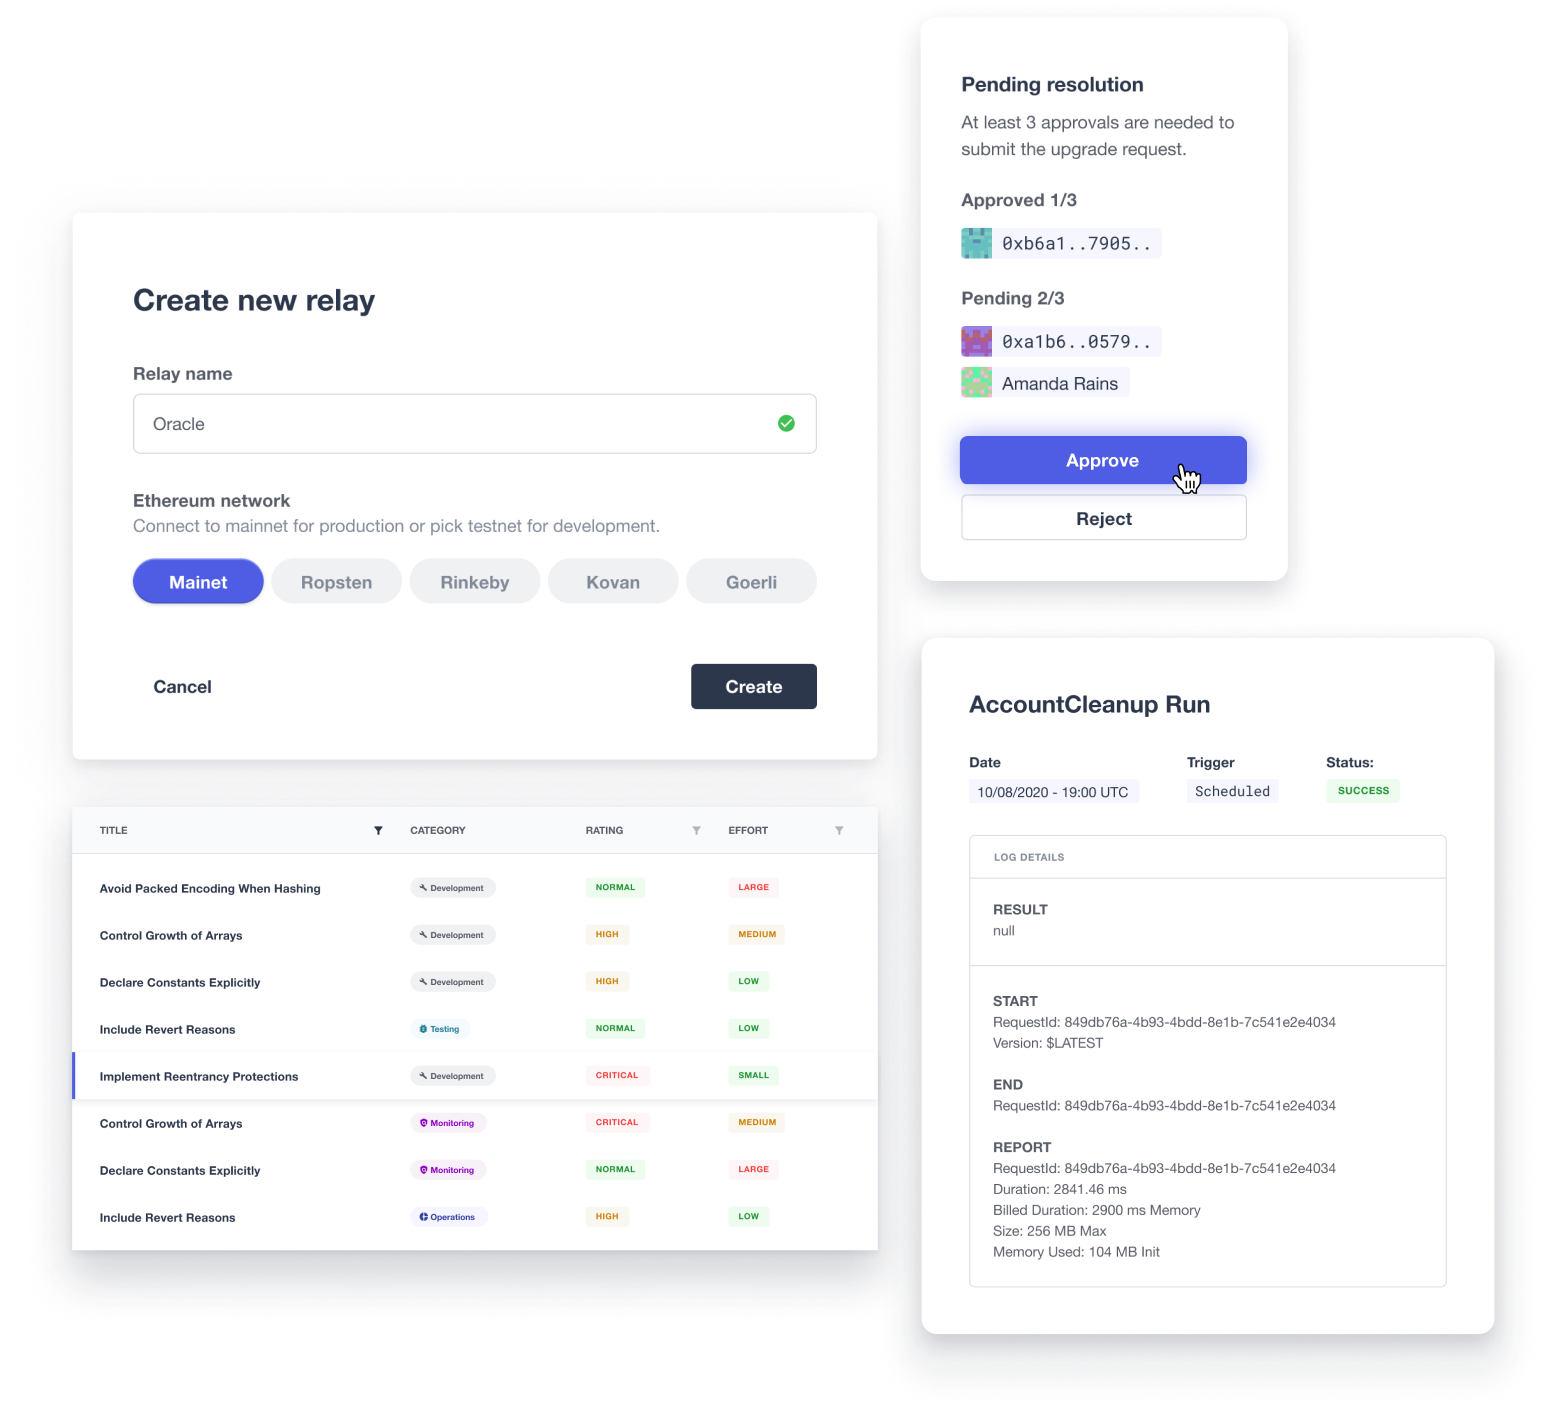 Pending resolution
At least 3 approvals are needed to
submit the upgrade request.
Approved 1/3
0xb6a1..7905..
Pending 2/3
0xa1b6..0579..
Amanda Rains
Approve
Reject
Create new relay
Relay name
Oracle
Ethereum network
Connect to mainnet for production or pick testnet for development.
Mainet Ropsten Rinkeby Kovan Goerli
Cancel Create
TITLE CATEGORY RATING EFFORT
Avoid Packed Encoding When Hashing Development NORMAL LARGE
Control Growth of Arrays Development HIGH MEDIUM
Declare Constants Explicitly Development HIGH LOW
Include Revert Reasons Testing NORMAL LOW
Implement Reentrancy Protections Development CRITICAL SMALL
Control Growth of Arrays Monitoring CRITICAL MEDIUM
Declare Constants Explicitly Monitoring NORMAL LARGE
Include Revert Reasons Operations HIGH LOW
AccountCleanup Run
Date Trigger Status:
10/08/2020 - 19:00 UTC Scheduled SUCCESS
LOG DETAILS
RESULT
null
START
RequestId: 849db76a-4b93-4bdd-8e1b-7c541e2e4034
Version: $LATEST
END
RequestId: 849db76a-4b93-4bdd-8e1b-7c541e2e4034
REPORT
RequestId: 849db76a-4b93-4bdd-8e1b-7c541e2e4034
Duration: 2841.46 ms
Billed Duration: 2900 ms Memory
Size: 256 MB Max
Memory Used: 104 MB Init